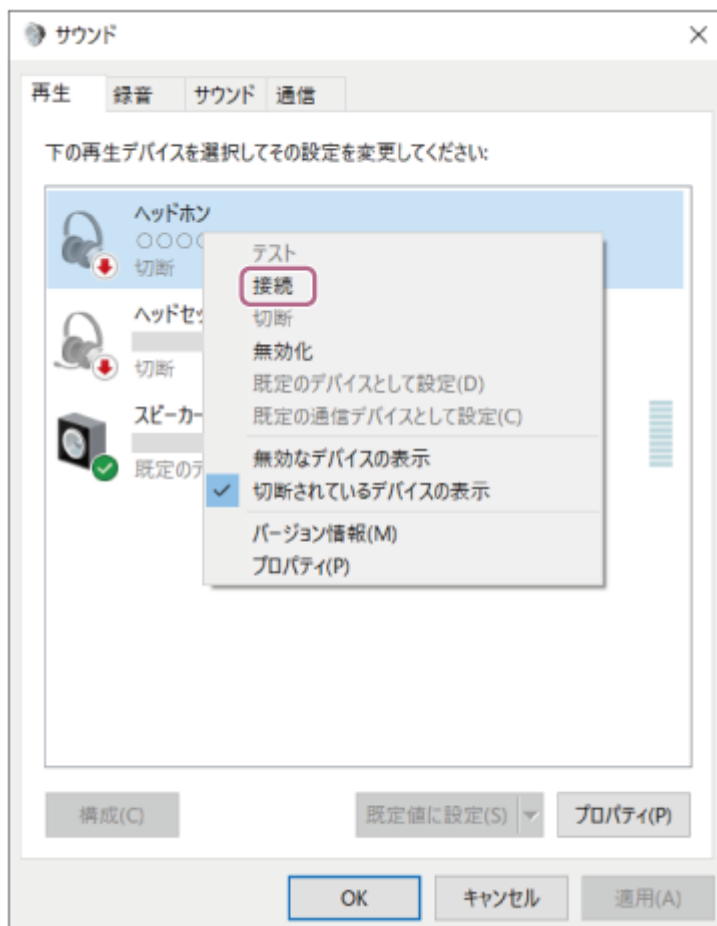 サウンド
再生 録音 サウンド 通信
下の再生デバイスを選択してその設定を変更してください:
ヘッドホン
○○○
切断
テスト
接続
切断
無効化
既定のデバイスとして設定(D)
既定の通信デバイスとして設定(C)
無効なデバイスの表示
切断されているデバイスの表示
バージョン情報(M)
プロパティ(P)
ヘッドセッ
切断
スピーカー
既定のデ
構成(C) 既定値に設定(S) プロパティ(P)
OK キャンセル 適用(A)